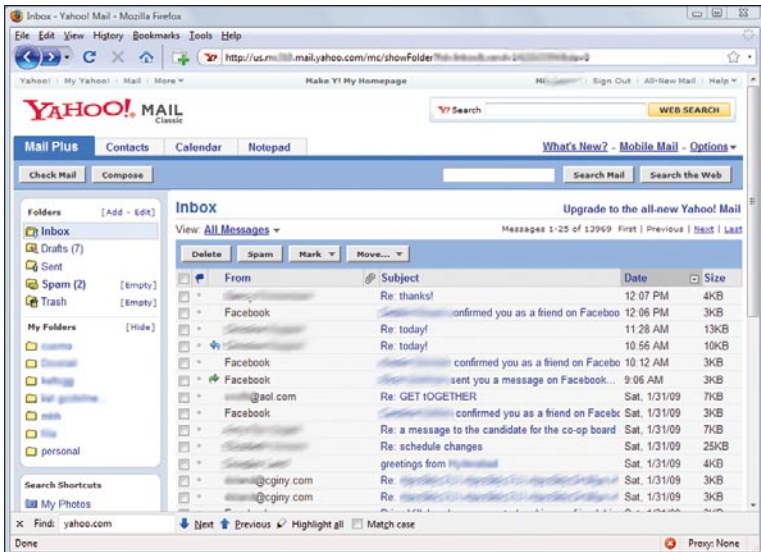 Inbox - Yahoo! Mail - Mozilla Firefox
File Edit View History Bookmarks Tools Help
http://us.mail.yahoo.com/mc/showFolder
Yahoo! My Yahoo! Mail More Make Y! My Homepage Hi, Sign Out All-New Mail Help
YAHOO! MAIL Classic
Y! Search WEB SEARCH
Mail Plus Contacts Calendar Notepad What's New? - Mobile Mail - Options
Check Mail Compose Search Mail Search the Web
Folders [Add - Edit]
Inbox
Drafts (7)
Sent
Spam (2) [Empty]
Trash [Empty]
My Folders [Hide]
personal
Search Shortcuts
My Photos
Inbox Upgrade to the all-new Yahoo! Mail
View: All Messages Messages 1-25 of 13969 First | Previous | Next | Last
Delete Spam Mark Move...
From Subject Date Size
Re: thanks! 12:07 PM 4KB
Facebook onfirmed you as a friend on Faceboo 12:06 PM 3KB
Re: today! 11:28 AM 13KB
Re: today! 10:56 AM 10KB
Facebook confirmed you as a friend on Facebo 10:12 AM 3KB
Facebook sent you a message on Facebook... 9:06 AM 3KB
@aol.com Re: GET tOGETHER Sat, 1/31/09 7KB
Facebook confirmed you as a friend on Facebc Sat, 1/31/09 3KB
Re: a message to the candidate for the co-op board Sat, 1/31/09 7KB
Re: schedule changes Sat, 1/31/09 25KB
greetings from Sat, 1/31/09 4KB
@cginy.com Re: Sat, 1/31/09 3KB
@cginy.com Re: Sat, 1/31/09 3KB
x Find: yahoo.com Next Previous Highlight all Match case
Done Proxy: None